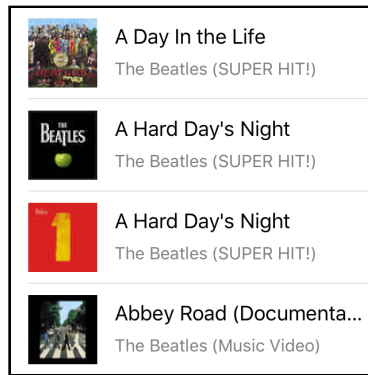 A Day In the Life
The Beatles (SUPER HIT!)
THE
BEATLES
A Hard Day's Night
The Beatles (SUPER HIT!)
1
A Hard Day's Night
The Beatles (SUPER HIT!)
Abbey Road (Documenta...
The Beatles (Music Video)